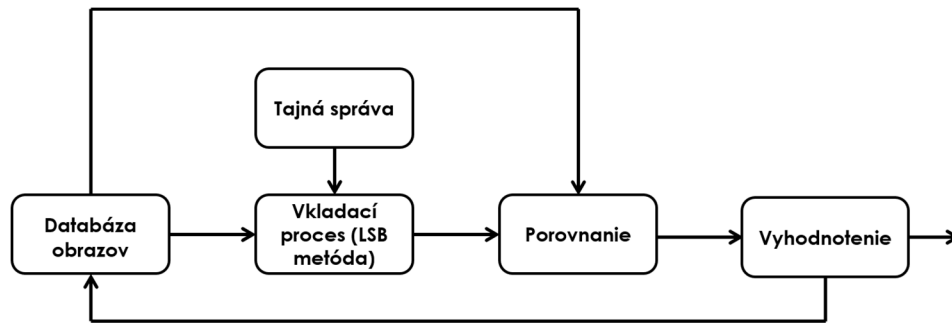 Tajná správa
Databáza
obrazov
Vkladací
proces (LSB
metóda)
Porovnanie
Vyhodnotenie